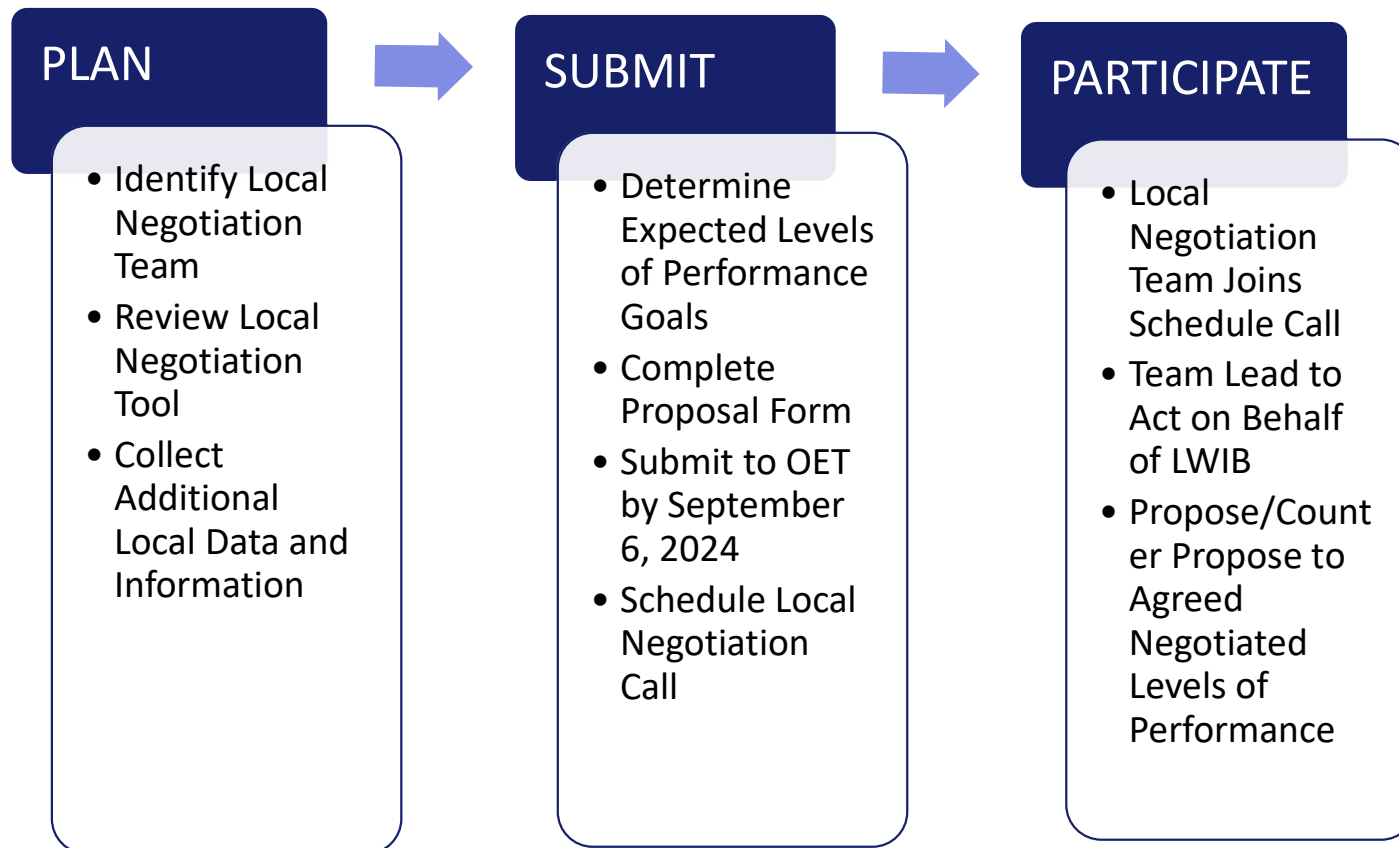 PLAN
• Identify Local
Negotiation
Team
• Review Local
Negotiation
Tool
• Collect
Additional
Local Data and
Information
SUBMIT
• Determine
Expected Levels
of Performance
Goals
• Complete
Proposal Form
• Submit to OET
by September
6, 2024
• Schedule Local
Negotiation
Call
PARTICIPATE
• Local
Negotiation
Team Joins
Schedule Call
• Team Lead to
Act on Behalf
of LWIB
• Propose/Count
er Propose to
Agreed
Negotiated
Levels of
Performance